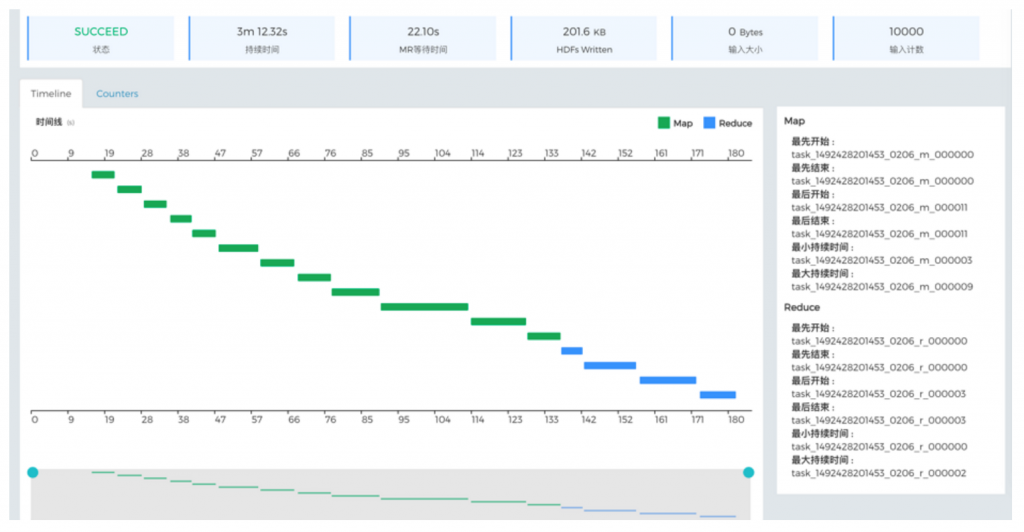 SUCCEED
状态
3m 12.32s
持续时间
22.10s
MR等待时间
201.6 KB
HDFs Written
0 Bytes
输入大小
10000
输入计数
Timeline Counters
时间线 (s)
Map Reduce
0 9 19 28 38 47 57 66 76 85 95 104 114 123 133 142 152 161 171 180
0 9 19 28 38 47 57 66 76 85 95 104 114 123 133 142 152 161 171 180
Map
最先开始：
task_1492428201453_0206_m_000000
最先结束：
task_1492428201453_0206_m_000000
最后开始：
task_1492428201453_0206_m_000011
最后结束：
task_1492428201453_0206_m_000011
最小持续时间：
task_1492428201453_0206_m_000003
最大持续时间：
task_1492428201453_0206_m_000009
Reduce
最先开始：
task_1492428201453_0206_r_000000
最先结束：
task_1492428201453_0206_r_000000
最后开始：
task_1492428201453_0206_r_000003
最后结束：
task_1492428201453_0206_r_000003
最小持续时间：
task_1492428201453_0206_r_000000
最大持续时间：
task_1492428201453_0206_r_000002